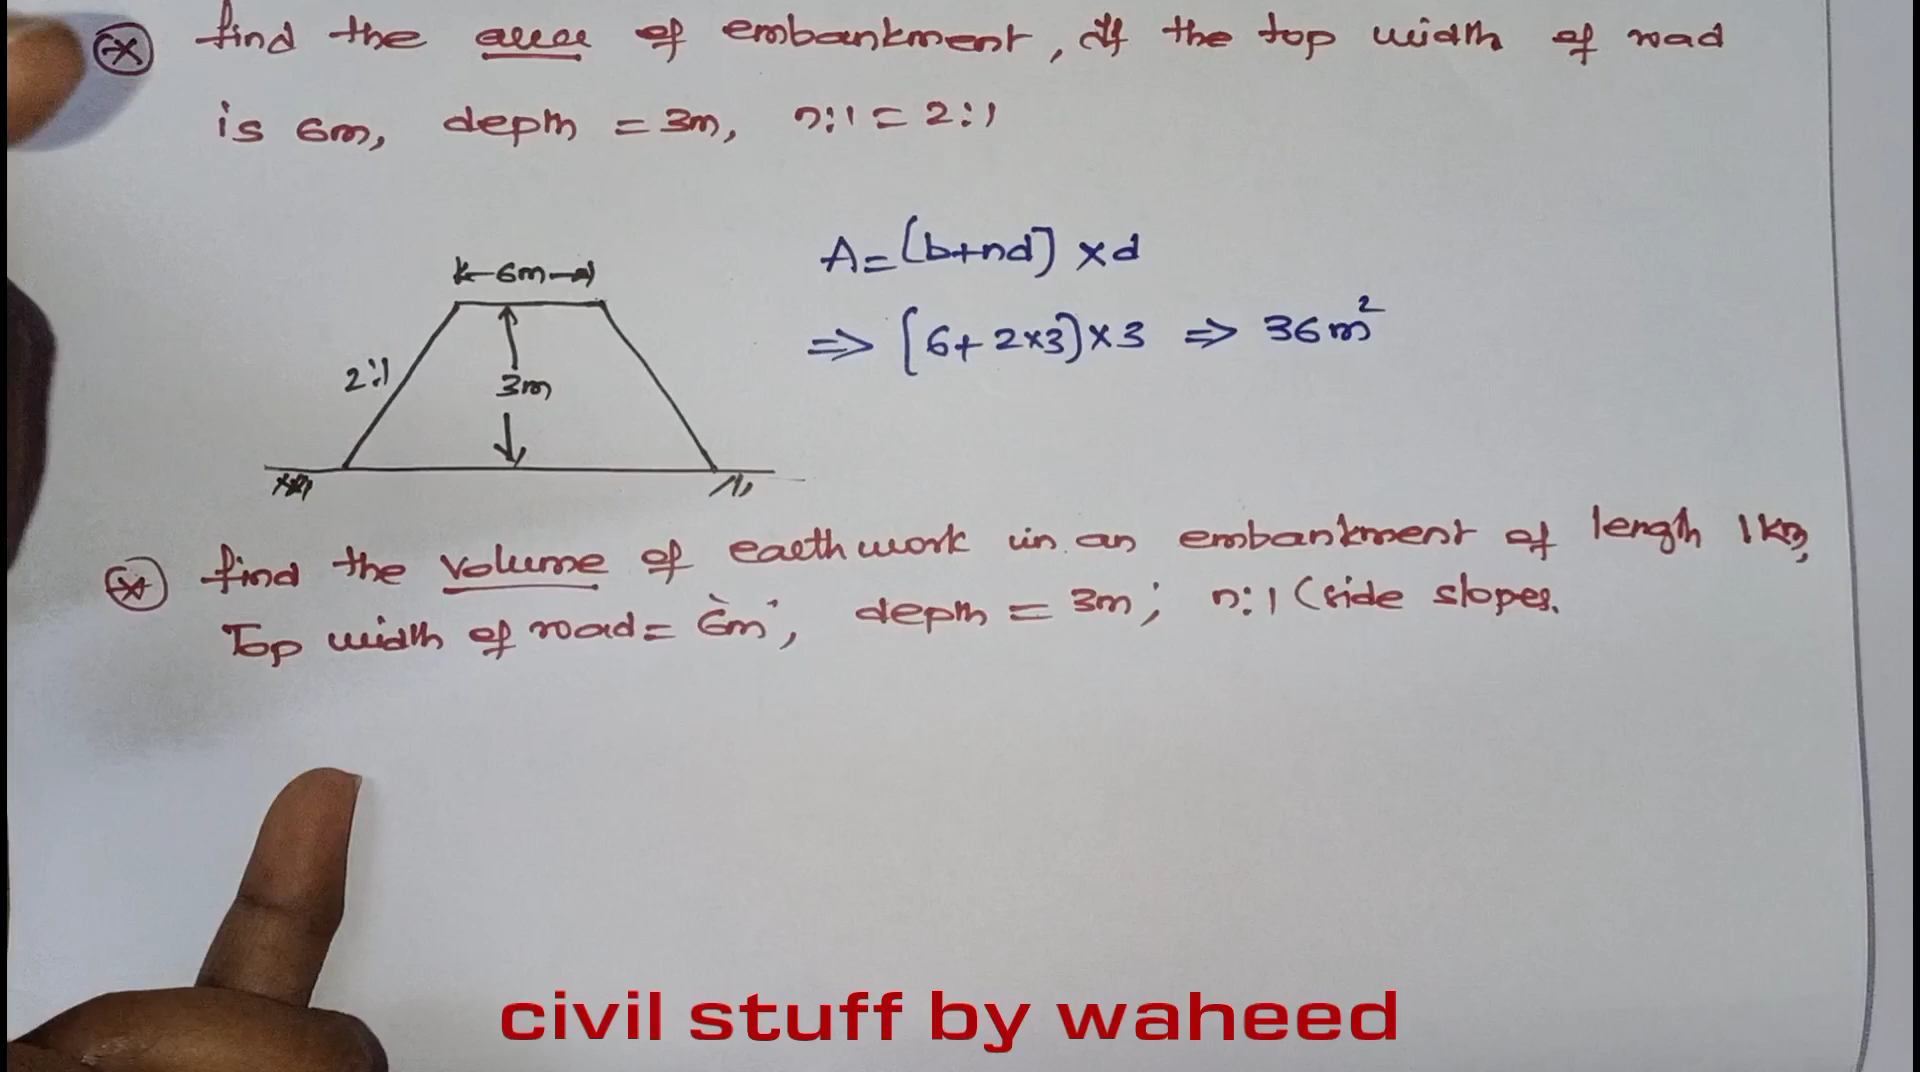 find the area of embankment, if the top width of road
is 6m, depth = 3m, n:1 = 2:1
A = (b+nd) × d
6m
⇒ (6+2×3)×3 ⇒ 36m²
2:1
3m
find the volume of earthwork in an embankment of length 1km,
Top width of road = 6m; depth = 3m; n:1 (side slopes.
civil stuff by waheed